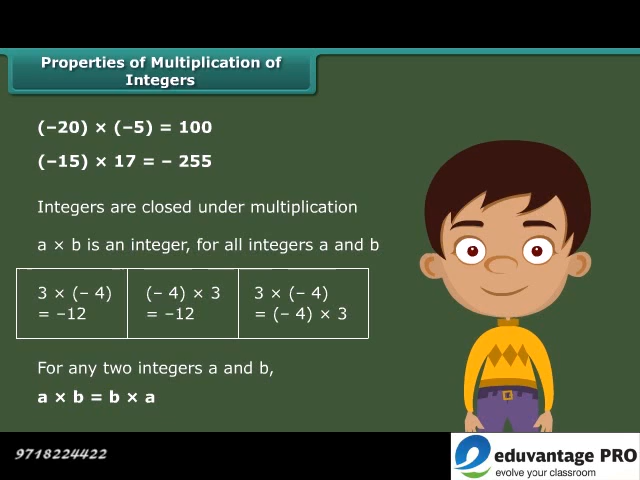 Properties of Multiplication of
Integers
(–20) × (–5) = 100
(–15) × 17 = – 255
Integers are closed under multiplication
a × b is an integer, for all integers a and b
3 × (– 4) (– 4) × 3 3 × (– 4)
= –12 = –12 = (– 4) × 3
For any two integers a and b,
a × b = b × a
9718224422
eduvantage PRO
evolve your classroom